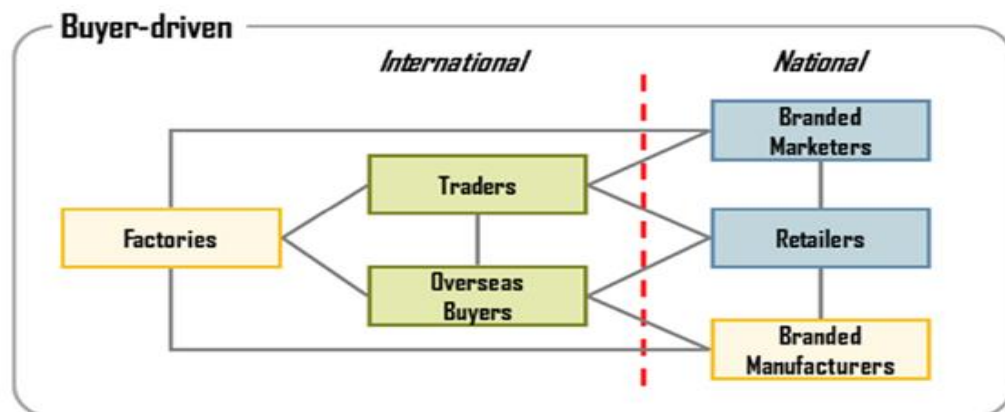 Buyer-driven
International
National
Branded
Marketers
Traders
Factories
Retailers
Overseas
Buyers
Branded
Manufacturers